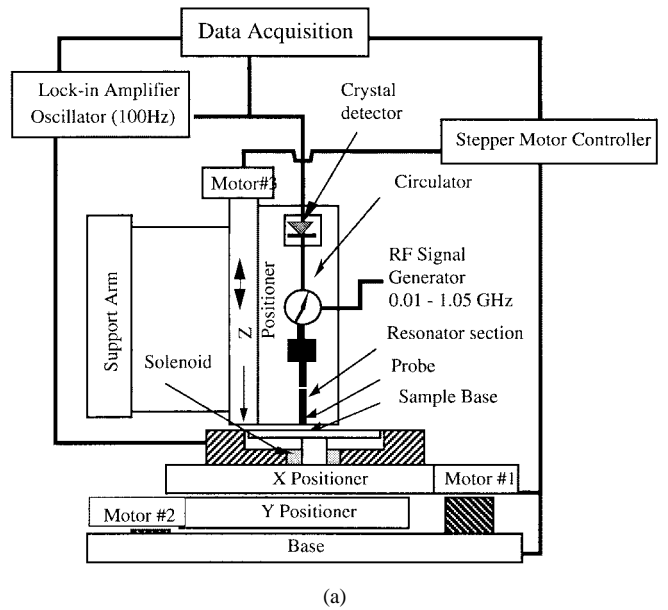 Data Acquisition
Lock-in Amplifier
Oscillator (100Hz)
Crystal
detector
Stepper Motor Controller
Motor#3
Circulator
Support Arm
Positioner
Z
RF Signal
Generator
0.01 - 1.05 GHz
Resonator section
Solenoid
Probe
Sample Base
X Positioner
Motor #1
Motor #2
Y Positioner
Base
(a)